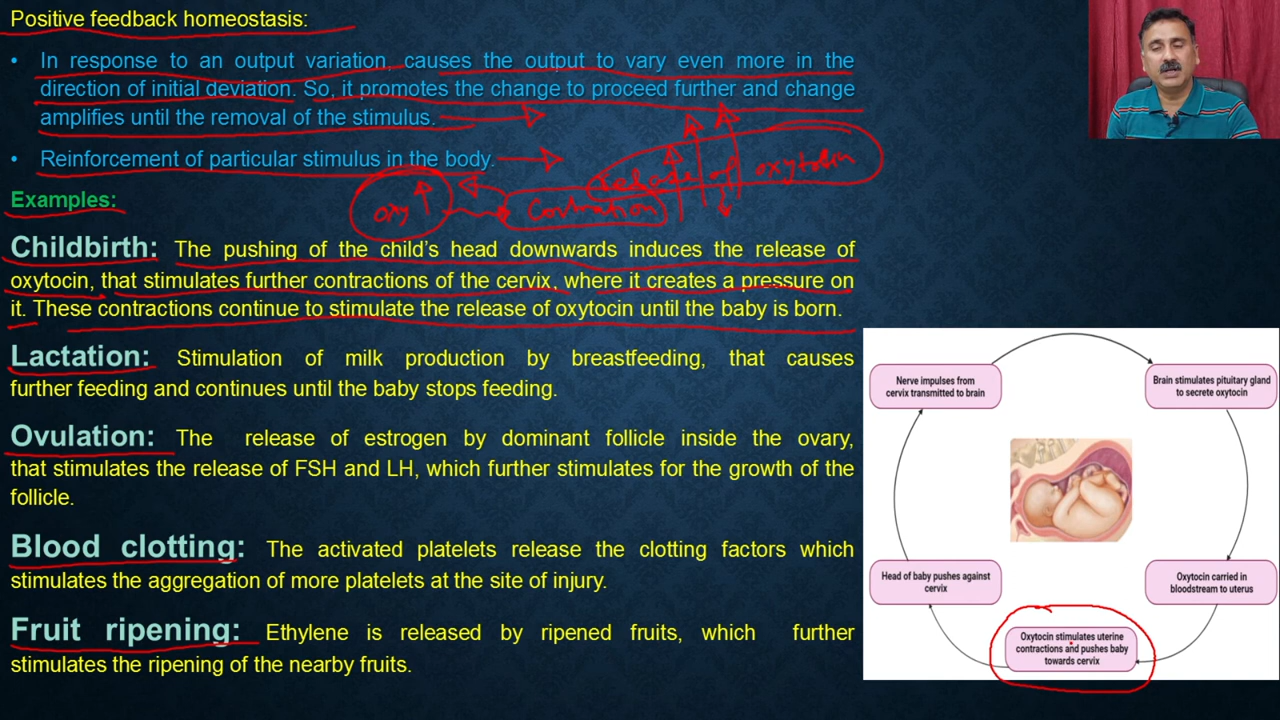 Positive feedback homeostasis:
• In response to an output variation, causes the output to vary even more in the
direction of initial deviation. So, it promotes the change to proceed further and change
amplifies until the removal of the stimulus.
• Reinforcement of particular stimulus in the body.
release of oxytocin
oxy
Contraction
Examples:
Childbirth: The pushing of the child's head downwards induces the release of
oxytocin, that stimulates further contractions of the cervix, where it creates a pressure on
it. These contractions continue to stimulate the release of oxytocin until the baby is born.
Lactation: Stimulation of milk production by breastfeeding, that causes
further feeding and continues until the baby stops feeding.
Ovulation: The release of estrogen by dominant follicle inside the ovary,
that stimulates the release of FSH and LH, which further stimulates for the growth of the
follicle.
Blood clotting: The activated platelets release the clotting factors which
stimulates the aggregation of more platelets at the site of injury.
Fruit ripening: Ethylene is released by ripened fruits, which further
stimulates the ripening of the nearby fruits.
Nerve impulses from
cervix transmitted to brain
Brain stimulates pituitary gland
to secrete oxytocin
Head of baby pushes against
cervix
Oxytocin carried in
bloodstream to uterus
Oxytocin stimulates uterine
contractions and pushes baby
towards cervix